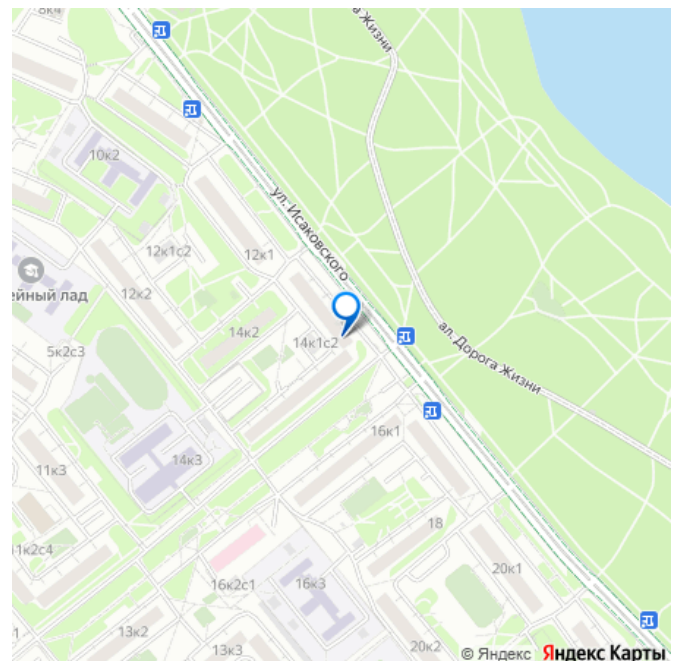 8к4
а Жизни
10к2
ул. Исаковского
12к1с2
12к1
ейный лад
12к2
14к2
14к1с2
ал. Дорога Жизни
5к2с3
16к1
11к3
14к3
18
1к2с4
20к1
16к2с1
16к3
13к2
13к3
20к2
© Яндекс Яндекс Карты